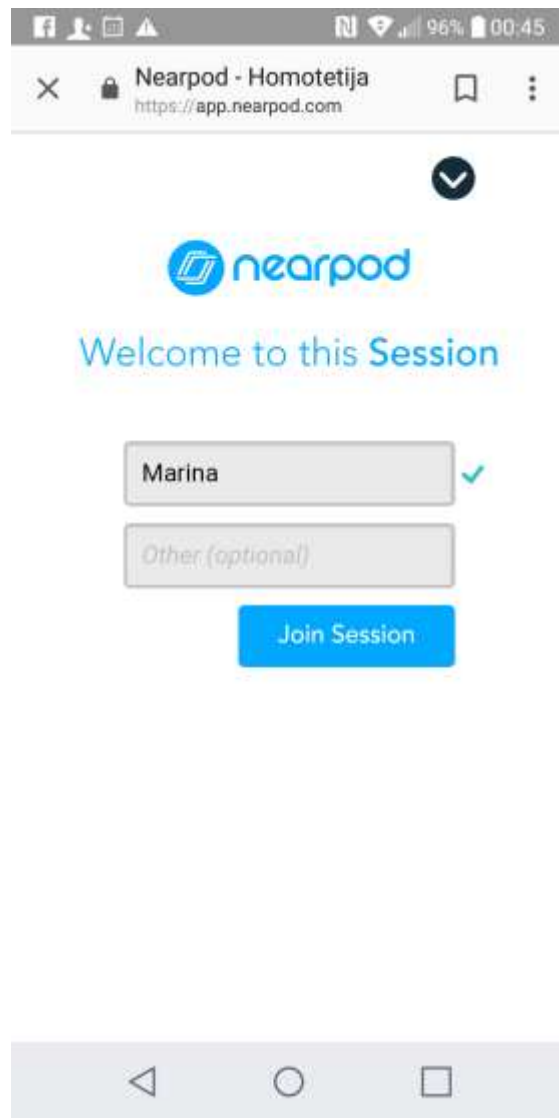 96% 00:45
Nearpod - Homotetija
https://app.nearpod.com
nearpod
Welcome to this Session
Marina
Other (optional)
Join Session